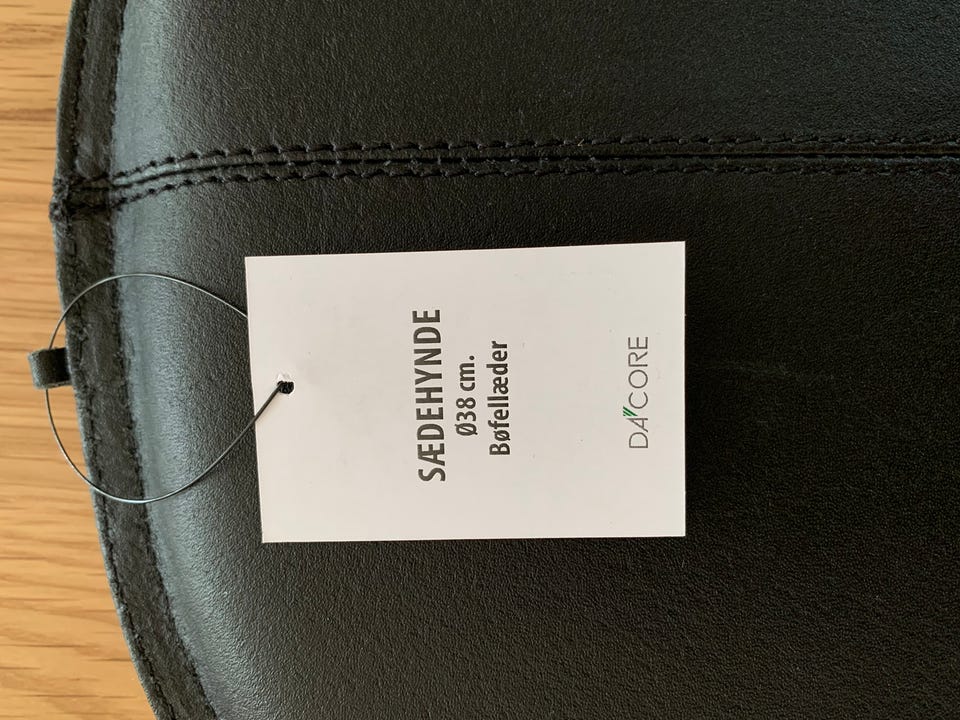 SÆDEHYNDE
Ø38 cm.
Bøfellæder
DA'CORE